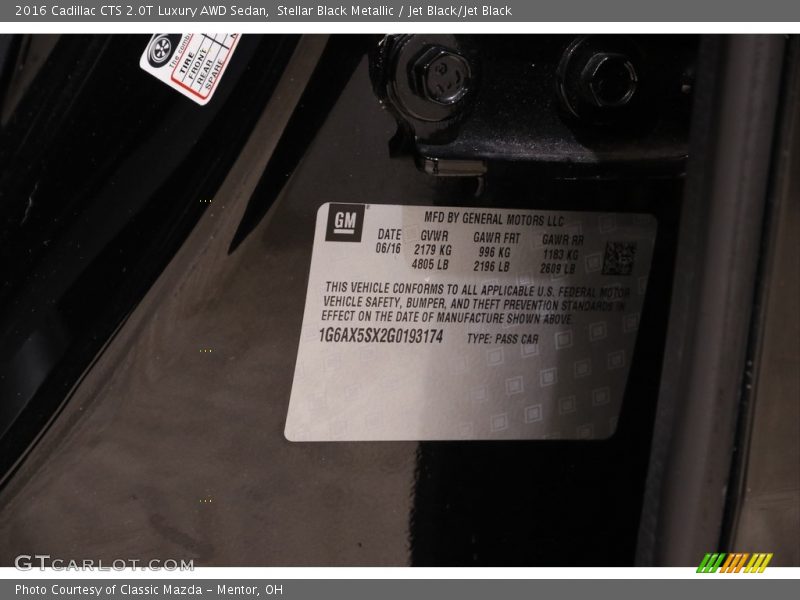 2016 Cadillac CTS 2.0T Luxury AWD Sedan, Stellar Black Metallic / Jet Black/Jet Black
TIRE
FRONT
REAR
SPARE
GM
MFD BY GENERAL MOTORS LLC
DATE GVWR GAWR FRT GAWR RR
06/16 2179 KG 996 KG 1183 KG
4805 LB 2196 LB 2609 LB
THIS VEHICLE CONFORMS TO ALL APPLICABLE U.S. FEDERAL MOTOR
VEHICLE SAFETY, BUMPER, AND THEFT PREVENTION STANDARDS IN
EFFECT ON THE DATE OF MANUFACTURE SHOWN ABOVE
1G6AX5SX2G0193174 TYPE: PASS CAR
GTcarlot.com
Photo Courtesy of Classic Mazda - Mentor, OH